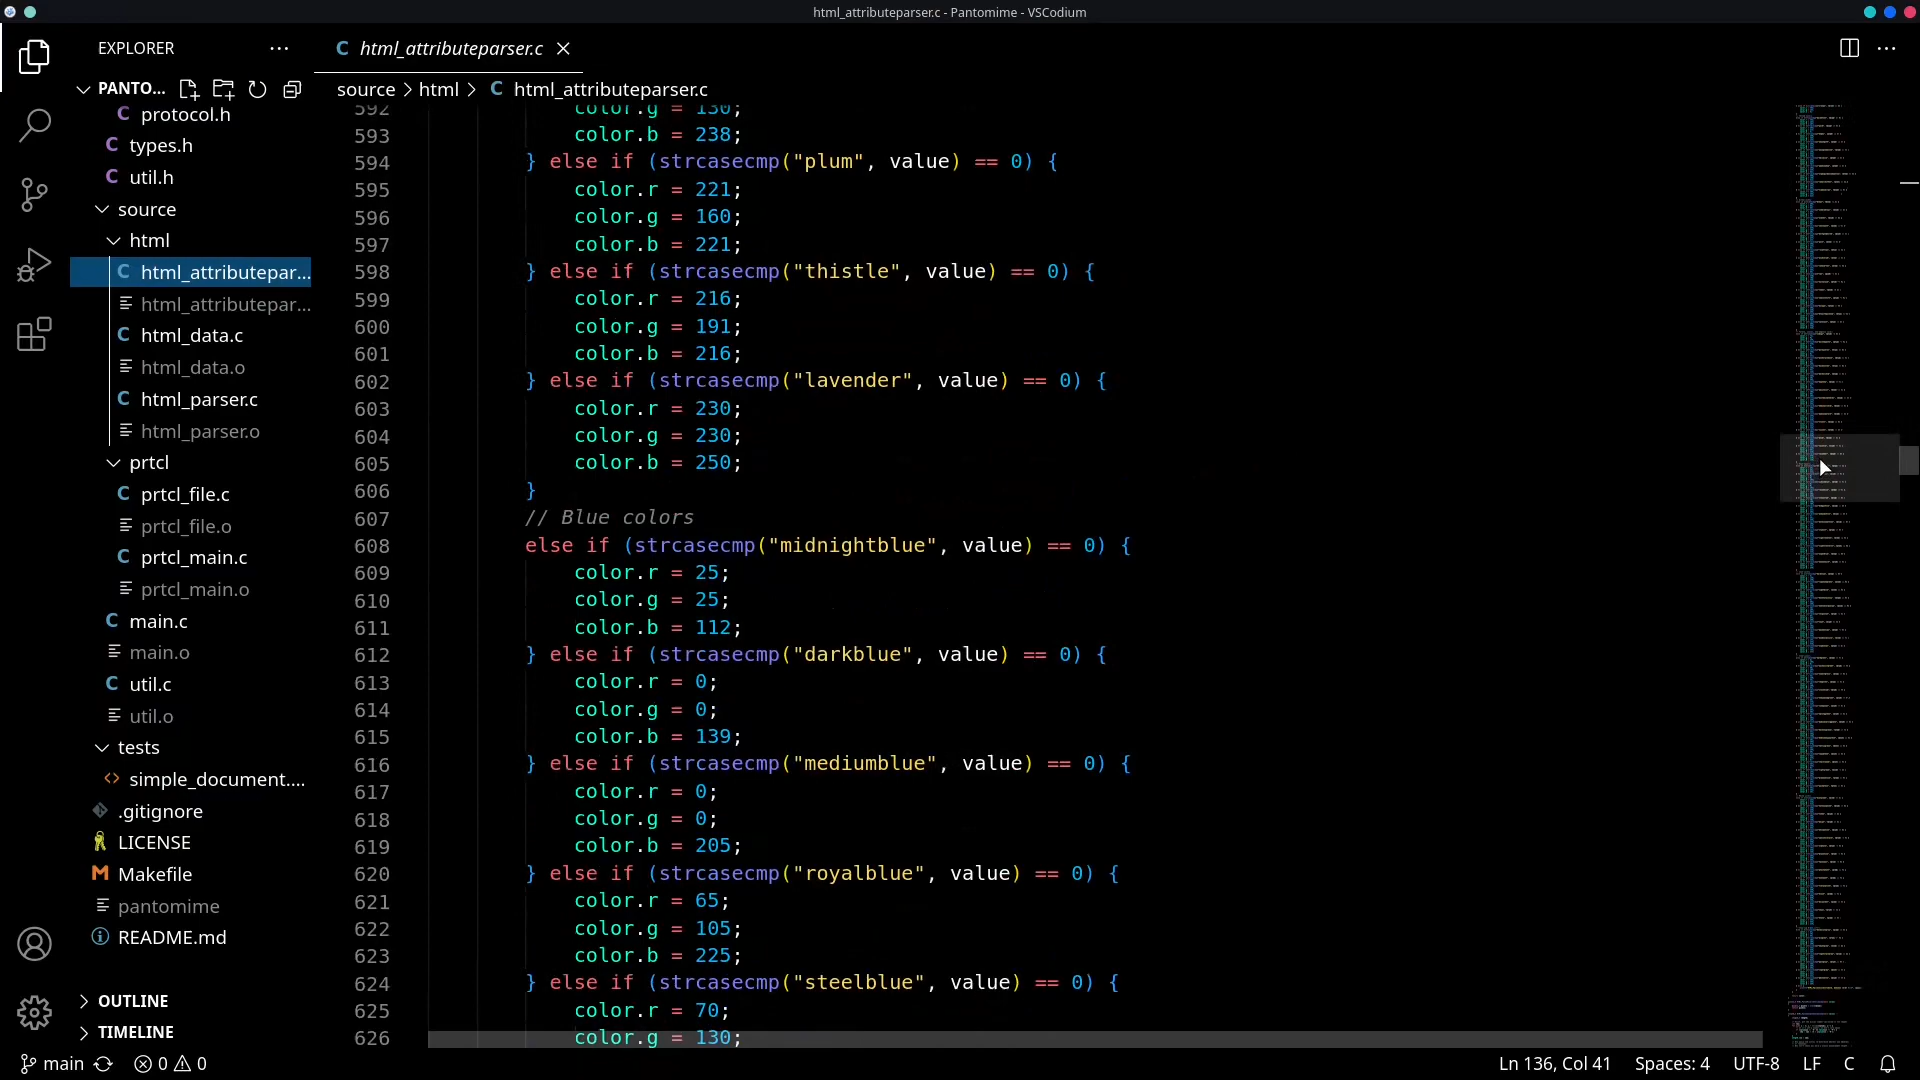 html_attributeparser.c - Pantomime - VSCodium
EXPLORER
C html_attributeparser.c
PANTO...
source > html > C html_attributeparser.c
C protocol.h
C types.h
C util.h
source
html
C html_attributepar...
html_attributepar...
C html_data.c
html_data.o
C html_parser.c
html_parser.o
prtcl
C prtcl_file.c
prtcl_file.o
C prtcl_main.c
prtcl_main.o
C main.c
main.o
C util.c
util.o
tests
<> simple_document....
.gitignore
LICENSE
M Makefile
pantomime
README.md
OUTLINE
TIMELINE
592 color.g = 130;
593 color.b = 238;
594 } else if (strcasecmp("plum", value) == 0) {
595 color.r = 221;
596 color.g = 160;
597 color.b = 221;
598 } else if (strcasecmp("thistle", value) == 0) {
599 color.r = 216;
600 color.g = 191;
601 color.b = 216;
602 } else if (strcasecmp("lavender", value) == 0) {
603 color.r = 230;
604 color.g = 230;
605 color.b = 250;
606 }
607 // Blue colors
608 else if (strcasecmp("midnightblue", value) == 0) {
609 color.r = 25;
610 color.g = 25;
611 color.b = 112;
612 } else if (strcasecmp("darkblue", value) == 0) {
613 color.r = 0;
614 color.g = 0;
615 color.b = 139;
616 } else if (strcasecmp("mediumblue", value) == 0) {
617 color.r = 0;
618 color.g = 0;
619 color.b = 205;
620 } else if (strcasecmp("royalblue", value) == 0) {
621 color.r = 65;
622 color.g = 105;
623 color.b = 225;
624 } else if (strcasecmp("steelblue", value) == 0) {
625 color.r = 70;
626 color.g = 130;
main 0 0 Ln 136, Col 41 Spaces: 4 UTF-8 LF C